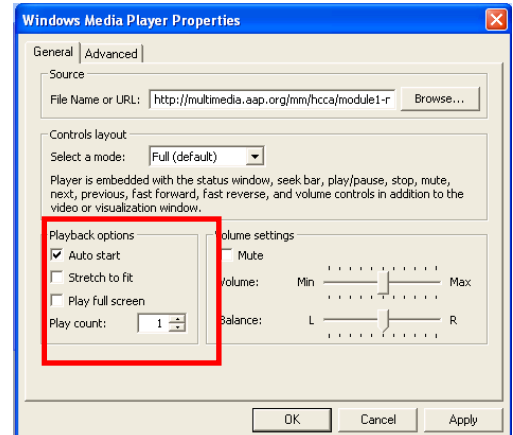 Windows Media Player Properties
General Advanced
Source
File Name or URL: http://multimedia.aap.org/mm/hcca/module1-r Browse...
Controls layout
Select a mode: Full (default)
Player is embedded with the status window, seek bar, play/pause, stop, mute,
next, previous, fast forward, fast reverse, and volume controls in addition to the
video or visualization window.
Playback options
Auto start
Stretch to fit
Play full screen
Play count: 1
Volume settings
Mute
Volume: Min Max
Balance: L R
OK Cancel Apply